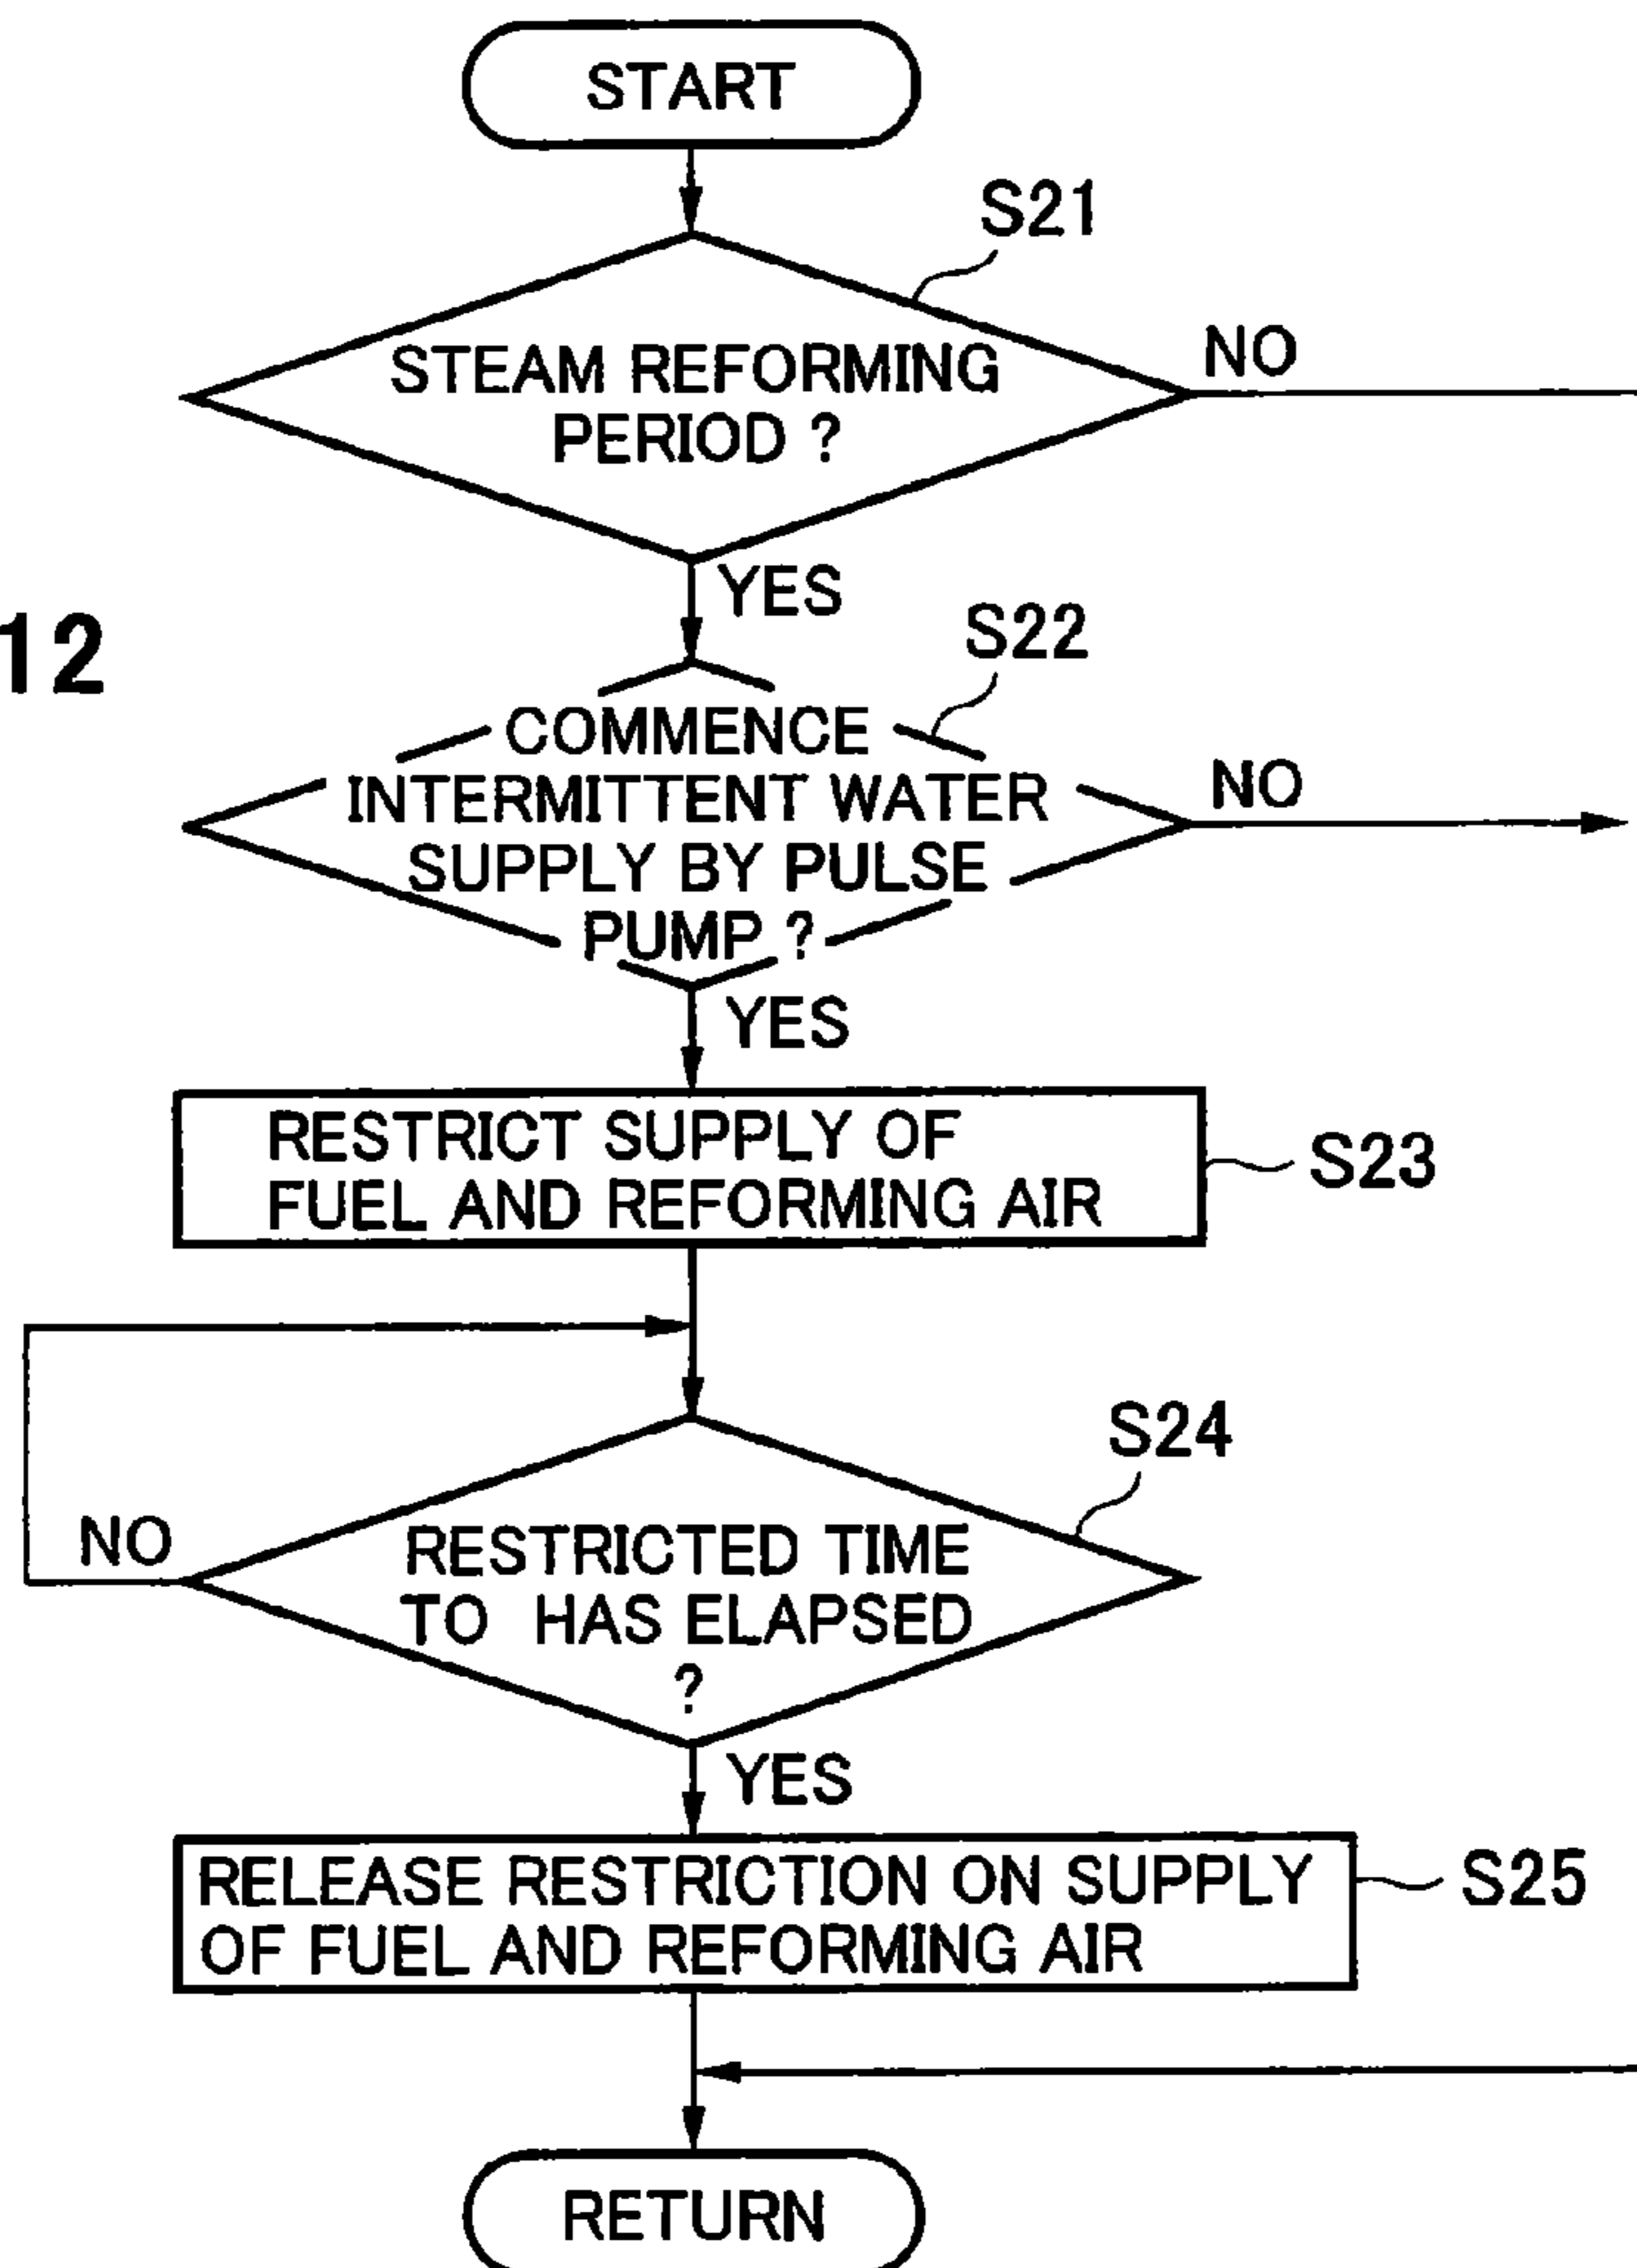 START
S21
STEAM REFORMING
PERIOD ?
NO
YES
12
S22
COMMENCE
INTERMITTENT WATER
SUPPLY BY PULSE
PUMP ?
NO
YES
RESTRICT SUPPLY OF
FUEL AND REFORMING AIR
S23
S24
NO
RESTRICTED TIME
TO HAS ELAPSED
?
YES
RELEASE RESTRICTION ON SUPPLY
OF FUEL AND REFORMING AIR
S25
RETURN